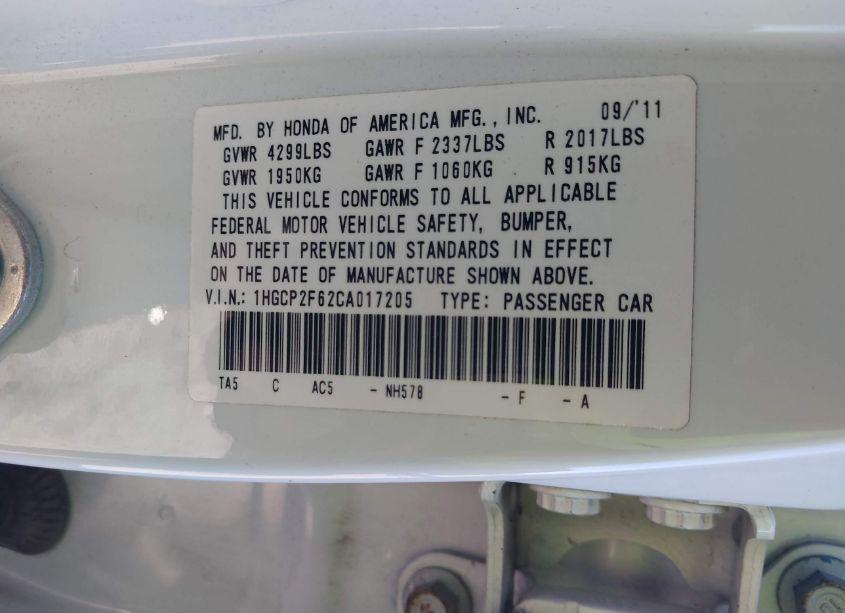 MFD. BY HONDA OF AMERICA MFG., INC. 09/'11
GVWR 4299LBS GAWR F 2337LBS R 2017LBS
GVWR 1950KG GAWR F 1060KG R 915KG
THIS VEHICLE CONFORMS TO ALL APPLICABLE
FEDERAL MOTOR VEHICLE SAFETY, BUMPER,
AND THEFT PREVENTION STANDARDS IN EFFECT
ON THE DATE OF MANUFACTURE SHOWN ABOVE.
V.I.N.: 1HGCP2F62CA017205 TYPE: PASSENGER CAR
TA5 C AC5 - NH578 - F - A